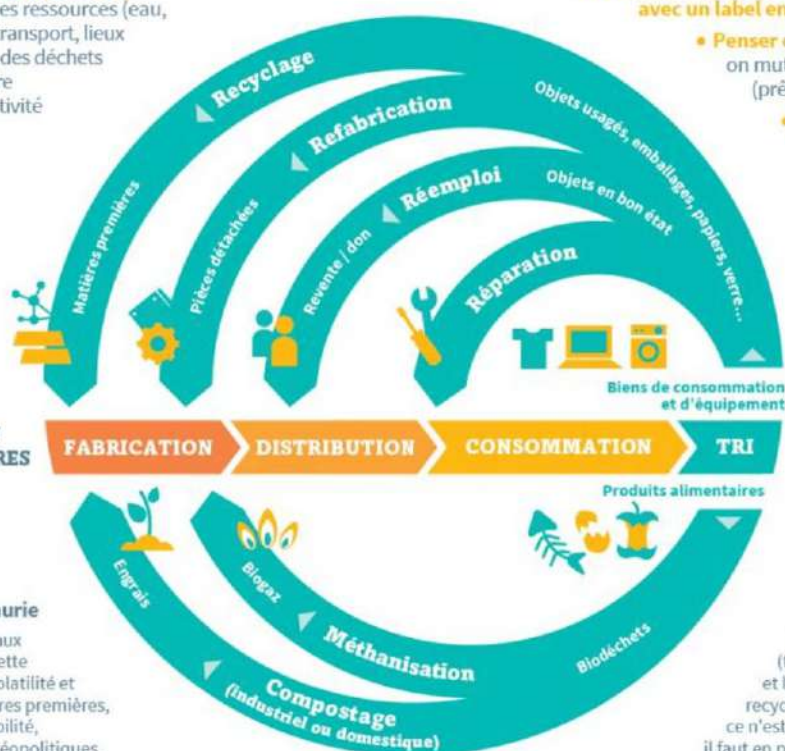 es ressources (eau,
ransport, lieux
des déchets
re
tivité
avec un label en
• Penser
on mut
(prê
Recyclage
Refabrication
Réemploi
Réparation
Objets usagés, emballages, papiers, verre...
Objets en bon état
Matières premières
Pièces détachées
Revente / don
Biens de consommation
et d'équipement
RES
FABRICATION
DISTRIBUTION
CONSOMMATION
TRI
Produits alimentaires
Engrais
Biogaz
Méthanisation
Biodéchets
Compostage
(industriel ou domestique)
urie
aux
ette
olatilité et
res premières,
bilité,
éopolitiques
et l
recyc
ce n'est
il faut en p